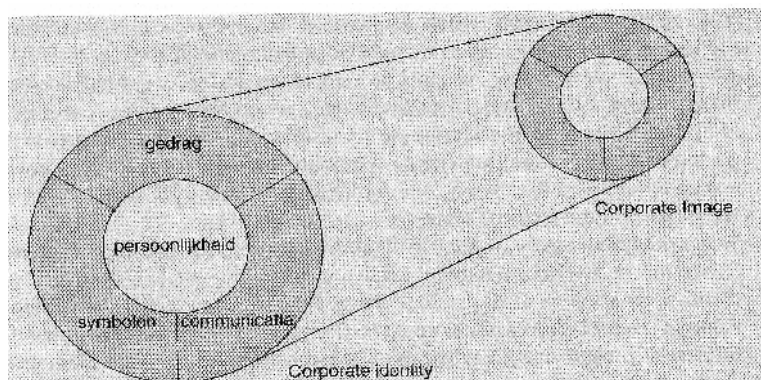 gedrag
Corporate Image
persoonlijkheid
symbolen
communicatie
Corporate identity